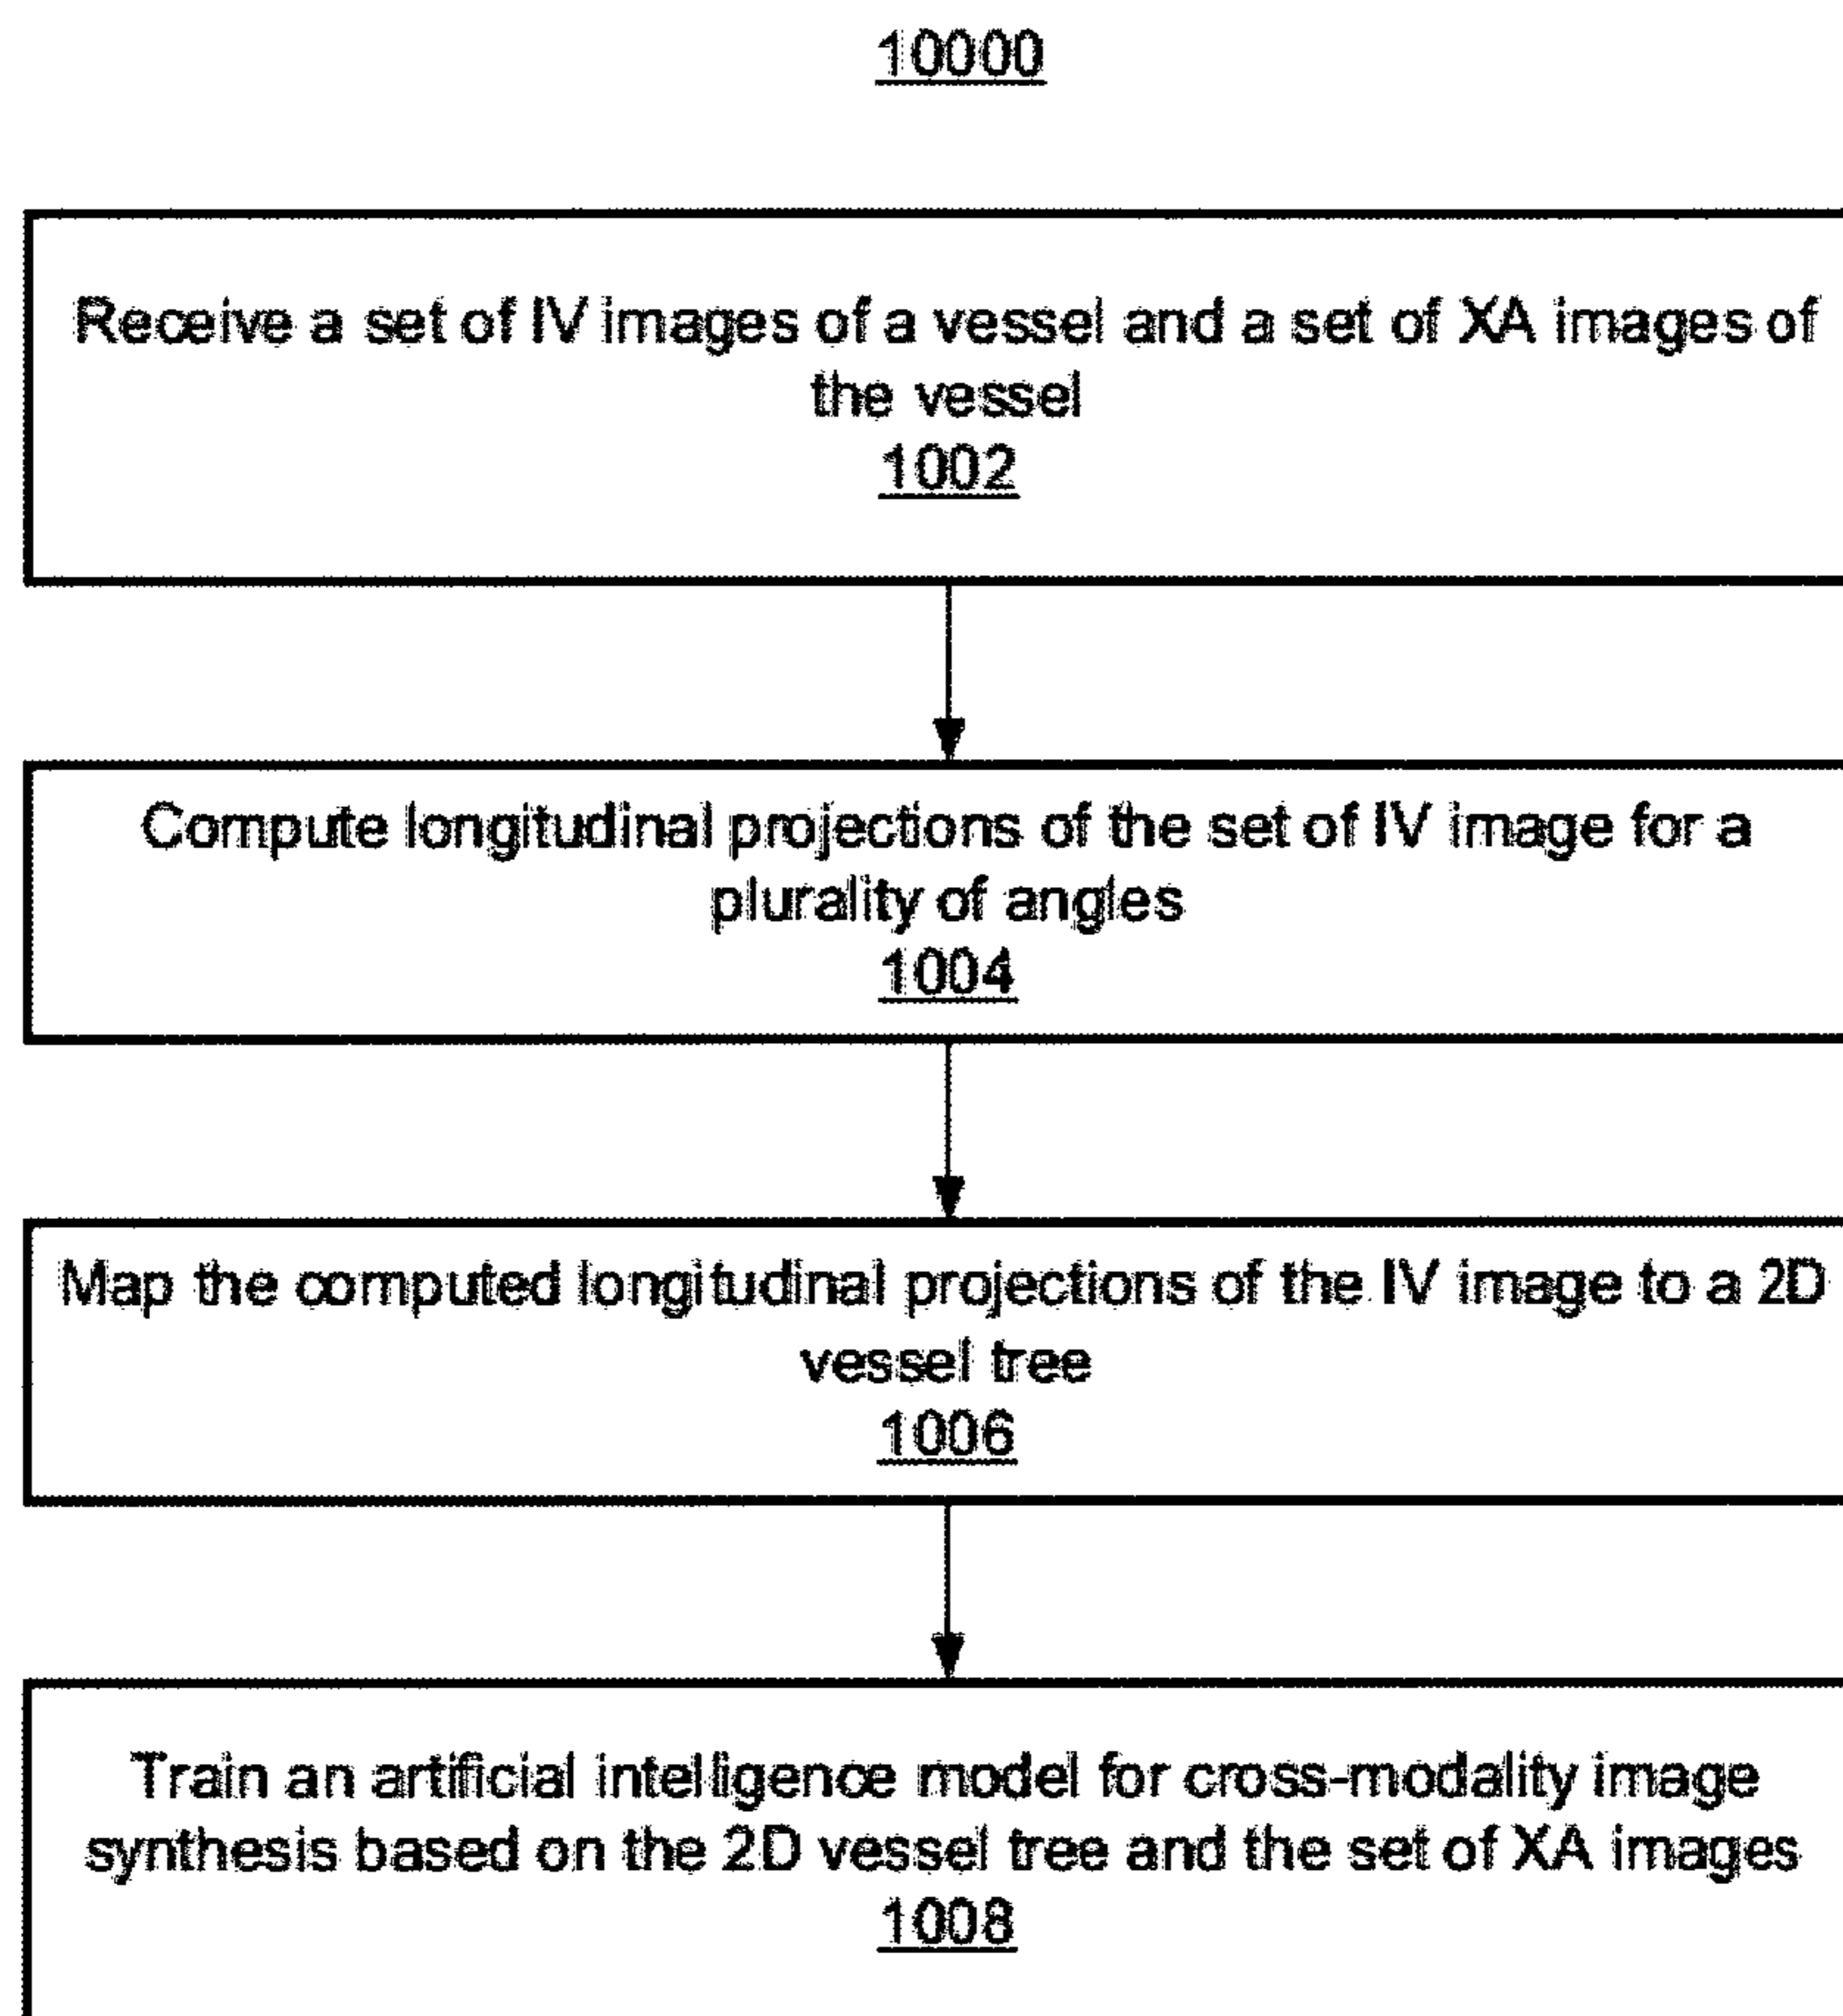 10000
Receive a set of IV images of a vessel and a set of XA images of
the vessel
1002
Compute longitudinal projections of the set of IV image for a
plurality of angles
1004
Map the computed longitudinal projections of the IV image to a 2D
vessel tree
1006
Train an artificial intelligence model for cross-modality image
synthesis based on the 2D vessel tree and the set of XA images
1008